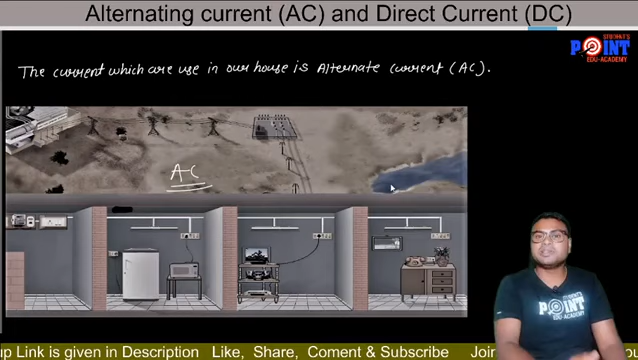 Alternating current (AC) and Direct Current (DC)
STUDENT'S
POINT
EDU-ACADEMY
The current which are use in our house is Alternate current (AC).
AC
POINT
EDU-ACADEMY
up Link is given in Description Like, Share, Coment & Subscribe Joi